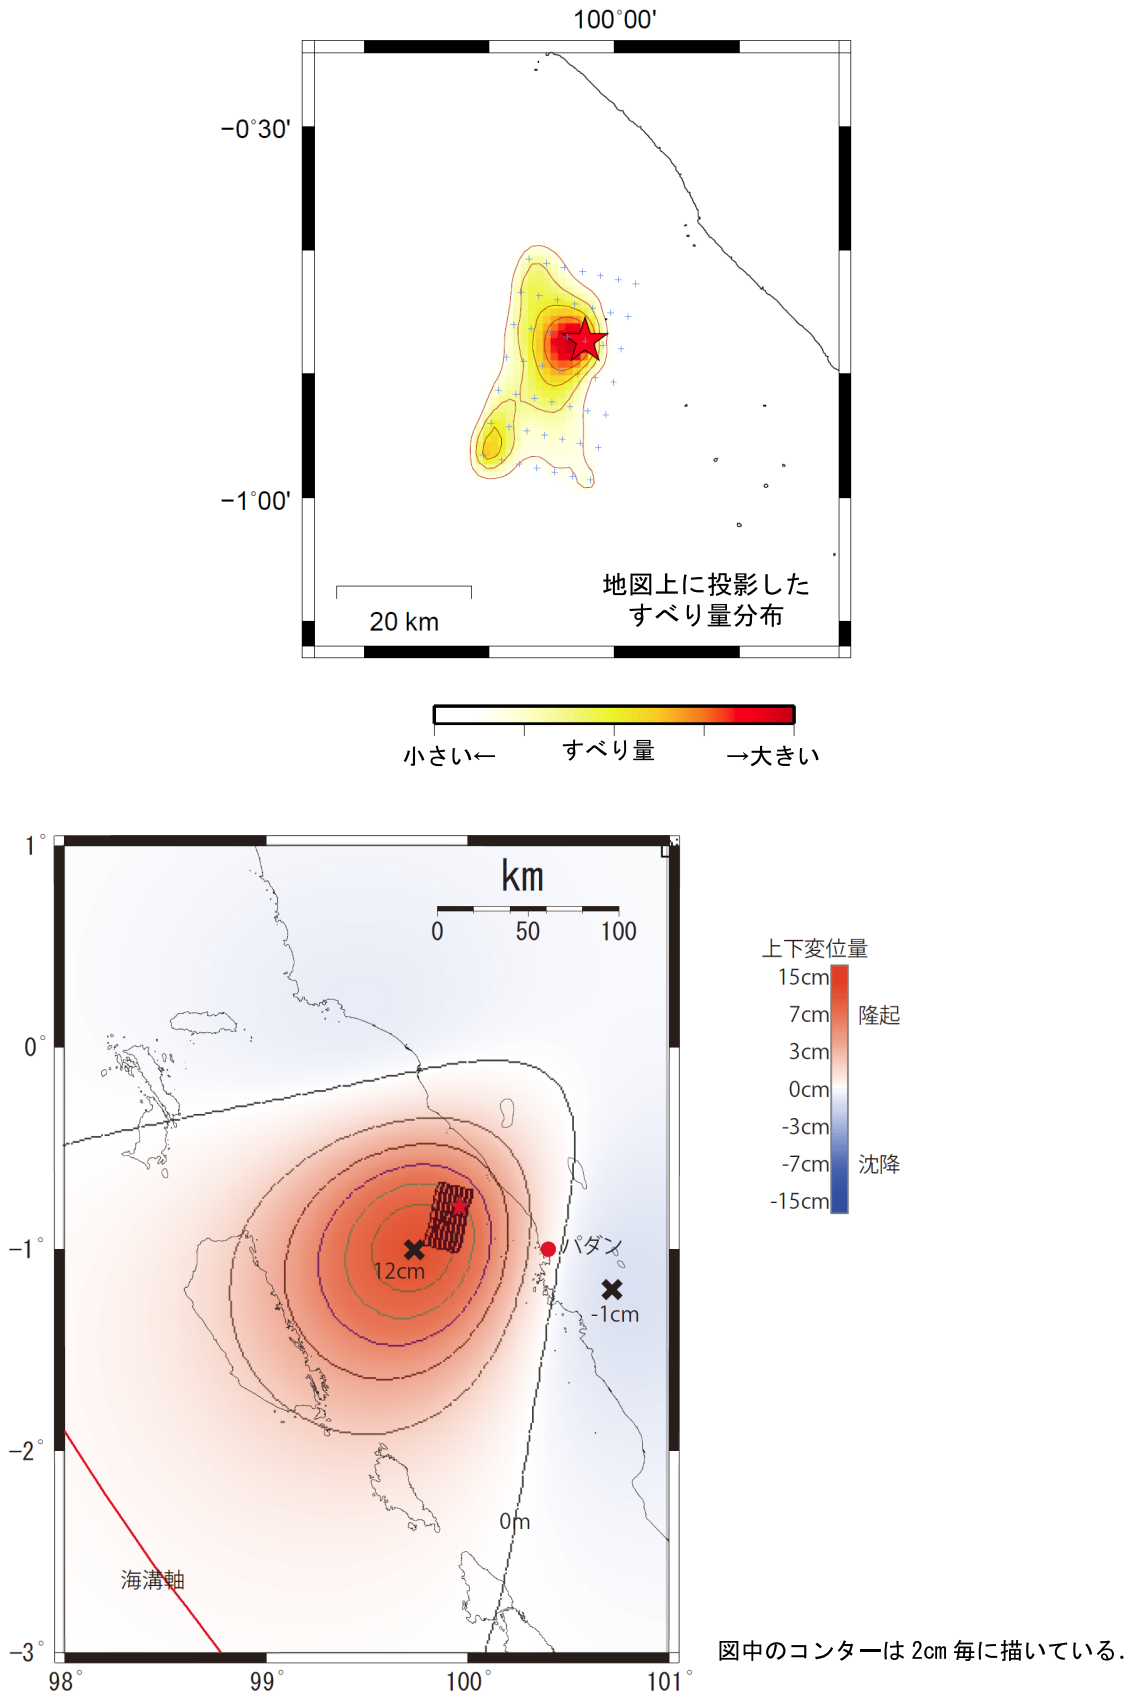 100°00'
-0°30'
-1°00'
地図上に投影した
すべり量分布
20 km
小さい← すべり量 →大きい
1°
km
0 50 100
0°
-1°
-2°
-3°
パダン
12cm
-1cm
0m
海溝軸
98° 99° 100° 101°
上下変位量
15cm
7cm 隆起
3cm
0cm
-3cm
-7cm 沈降
-15cm
図中のコンターは 2cm 毎に描いている.